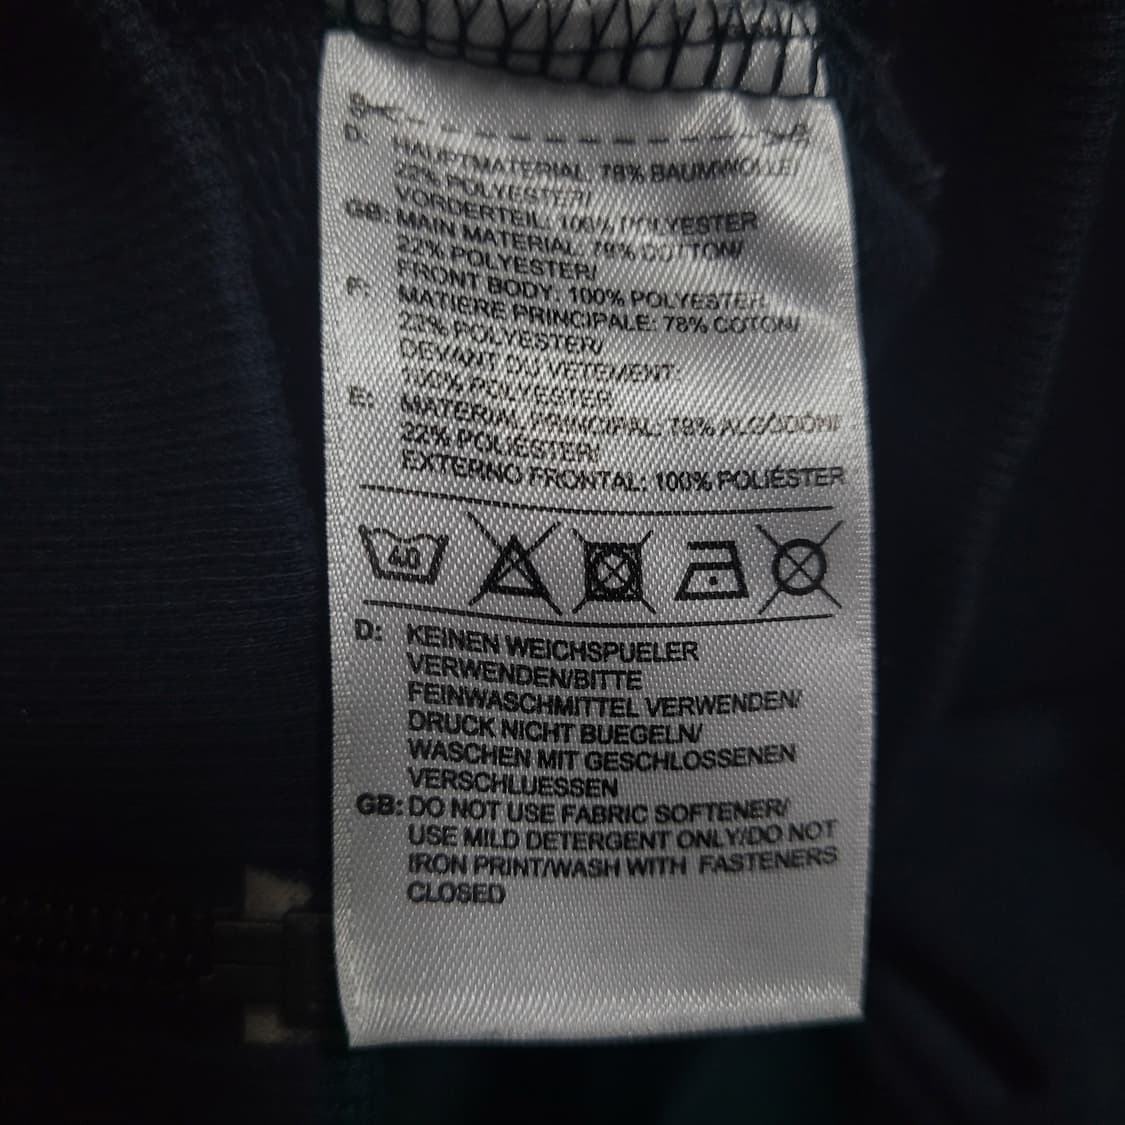 D: HAUPTMATERIAL: 78% BAUMWOLLE/
22% POLYESTER/
VORDERTEIL: 100% POLYESTER
GB: MAIN MATERIAL: 78% COTTON/
22% POLYESTER/
FRONT BODY: 100% POLYESTER
F: MATIERE PRINCIPALE: 78% COTON/
22% POLYESTER/
DEVANT DU VETEMENT:
100% POLYESTER
E: MATERIAL PRINCIPAL: 78% ALGODÓN/
22% POLIÉSTER/
EXTERNO FRONTAL: 100% POLIÉSTER
40
D: KEINEN WEICHSPUELER
VERWENDEN/BITTE
FEINWASCHMITTEL VERWENDEN/
DRUCK NICHT BUEGELN/
WASCHEN MIT GESCHLOSSENEN
VERSCHLUESSEN
GB: DO NOT USE FABRIC SOFTENER/
USE MILD DETERGENT ONLY/DO NOT
IRON PRINT/WASH WITH FASTENERS
CLOSED